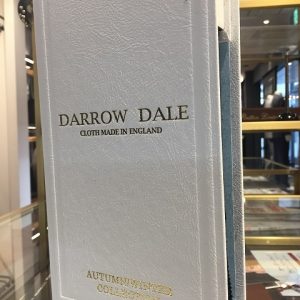 DARROW DALE
CLOTH MADE IN ENGLAND
AUTUMN/WINTER
COLLECTION